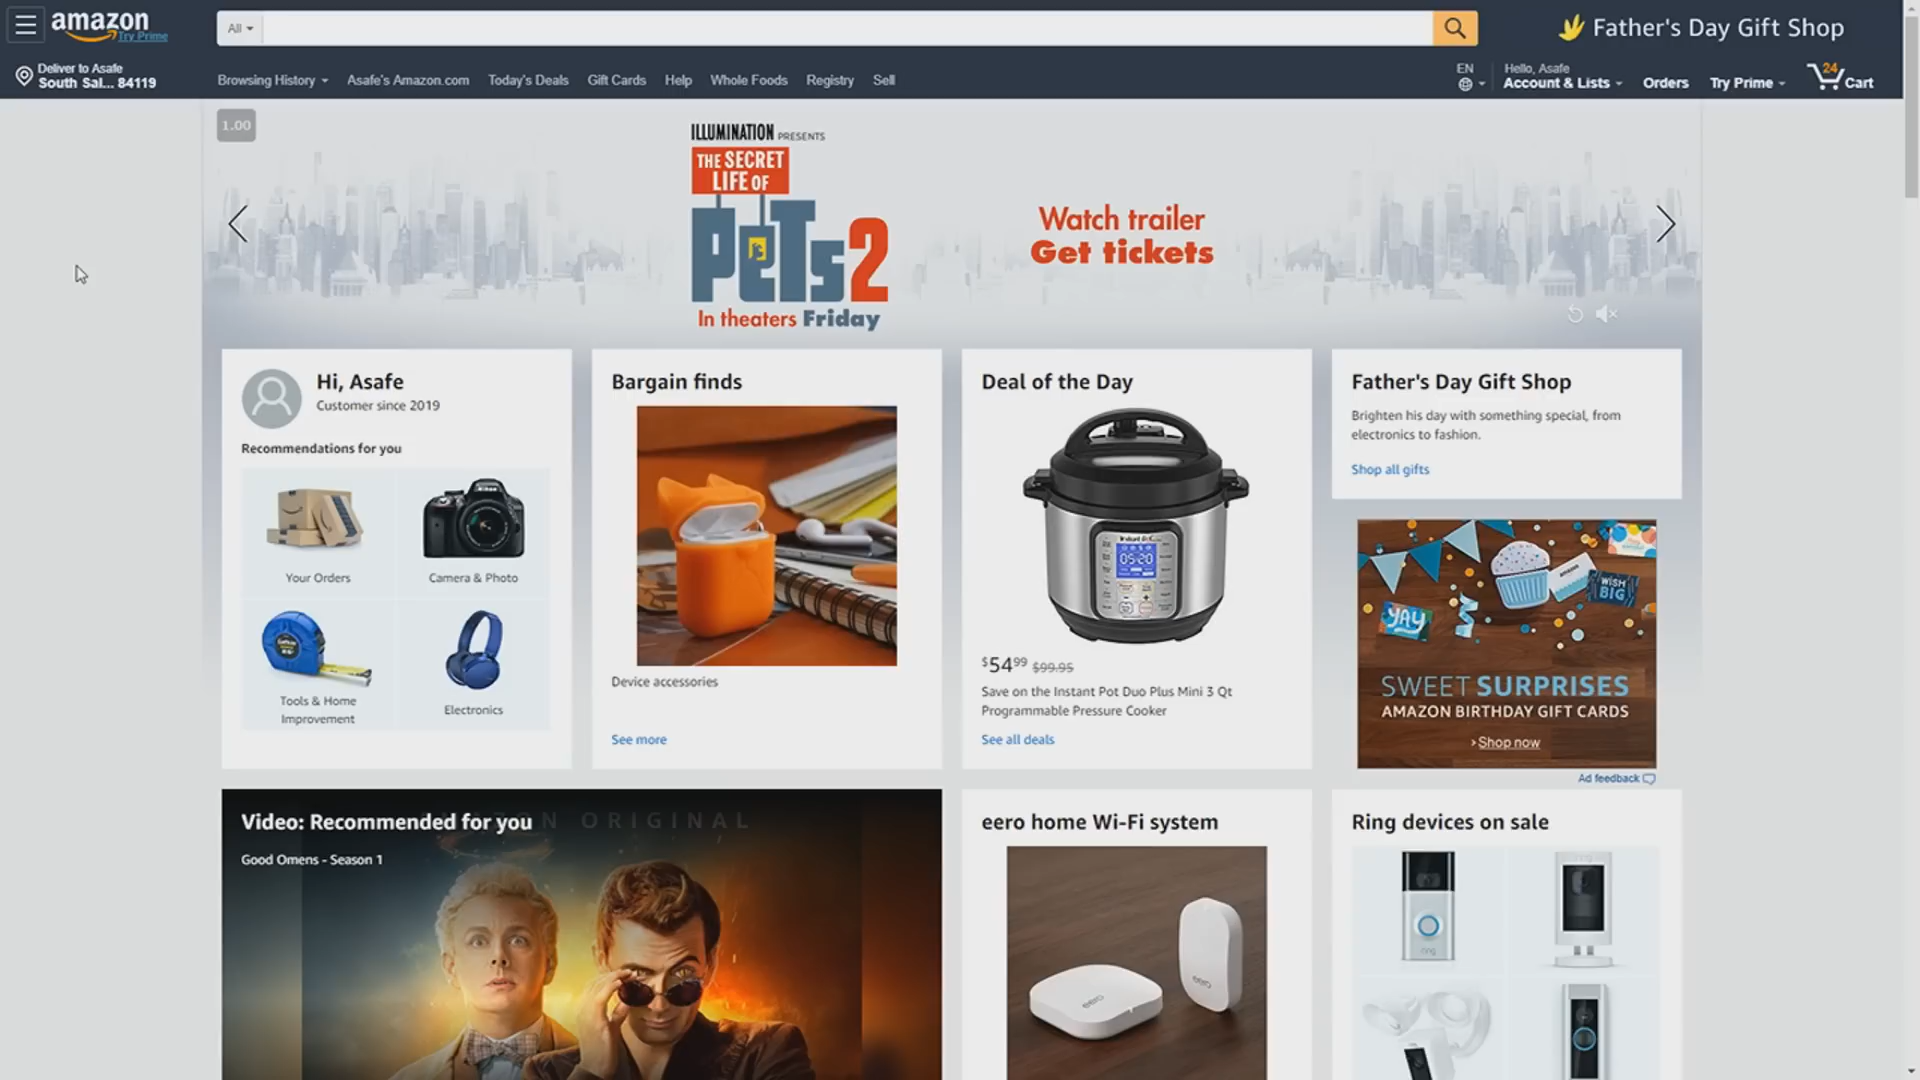 amazon
Try Prime
All
Father's Day Gift Shop
Deliver to Asafe
South Sal... 84119
Browsing History
Asafe's Amazon.com
Today's Deals
Gift Cards
Help
Whole Foods
Registry
Sell
EN
Hello, Asafe
Account & Lists
Orders
Try Prime
24
Cart
1.00
ILLUMINATION PRESENTS
THE SECRET
LIFE OF
PeTs 2
In theaters Friday
Watch trailer
Get tickets
Hi, Asafe
Customer since 2019
Recommendations for you
Your Orders
Camera & Photo
Tools & Home
Improvement
Electronics
Bargain finds
Device accessories
See more
Deal of the Day
05:20
$54.99 $99.95
Save on the Instant Pot Duo Plus Mini 3 Qt
Programmable Pressure Cooker
See all deals
Father's Day Gift Shop
Brighten his day with something special, from
electronics to fashion.
Shop all gifts
YAY
WISH
BIG
SWEET SURPRISES
AMAZON BIRTHDAY GIFT CARDS
› Shop now
Ad feedback
Video: Recommended for you
N ORIGINAL
Good Omens - Season 1
eero home Wi-Fi system
eero
eero
Ring devices on sale
ring